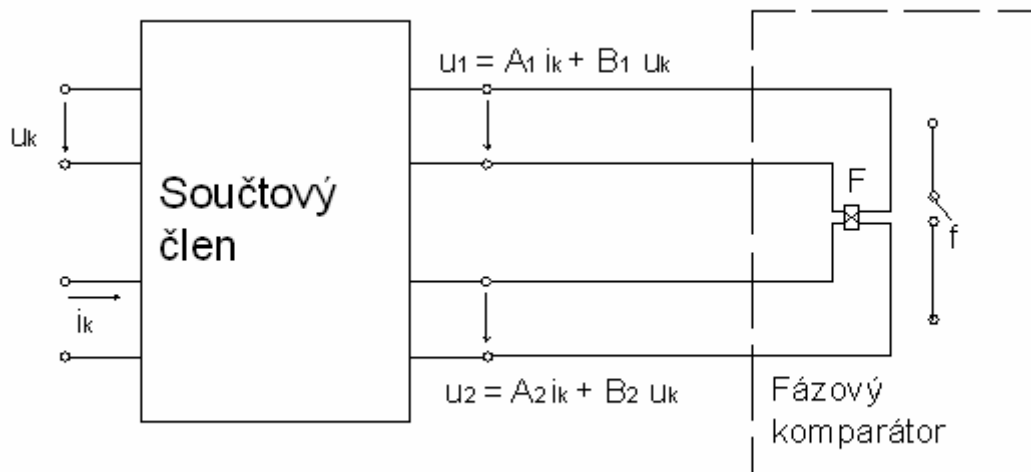 u1 = A1 ik + B1 uk
uk
Součtový
člen
F
f
ik
u2 = A2 ik + B2 uk
Fázový
komparátor